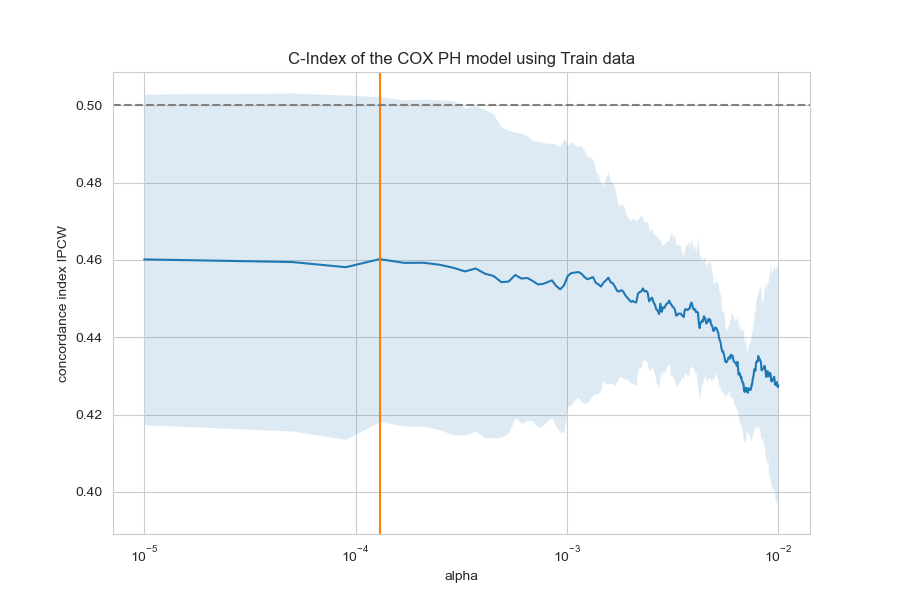 C-Index of the COX PH model using Train data
concordance index IPCW
0.50
0.48
0.46
0.44
0.42
0.40
10⁻⁵ 10⁻⁴ 10⁻³ 10⁻²
alpha